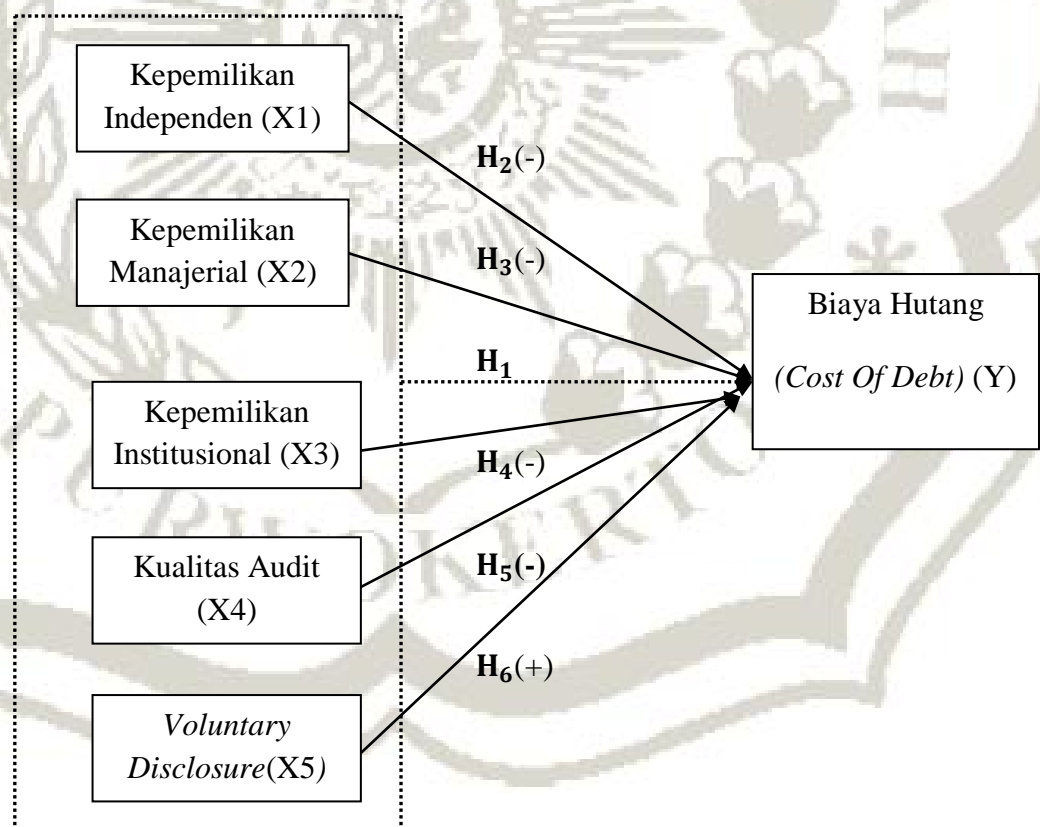 Kepemilikan
Independen (X1)
H₂(-)
Kepemilikan
Manajerial (X2)
H₃(-)
Biaya Hutang
(Cost Of Debt) (Y)
H₁
Kepemilikan
Institusional (X3)
H₄(-)
Kualitas Audit
(X4)
H₅(-)
H₆(+)
Voluntary
Disclosure(X5)